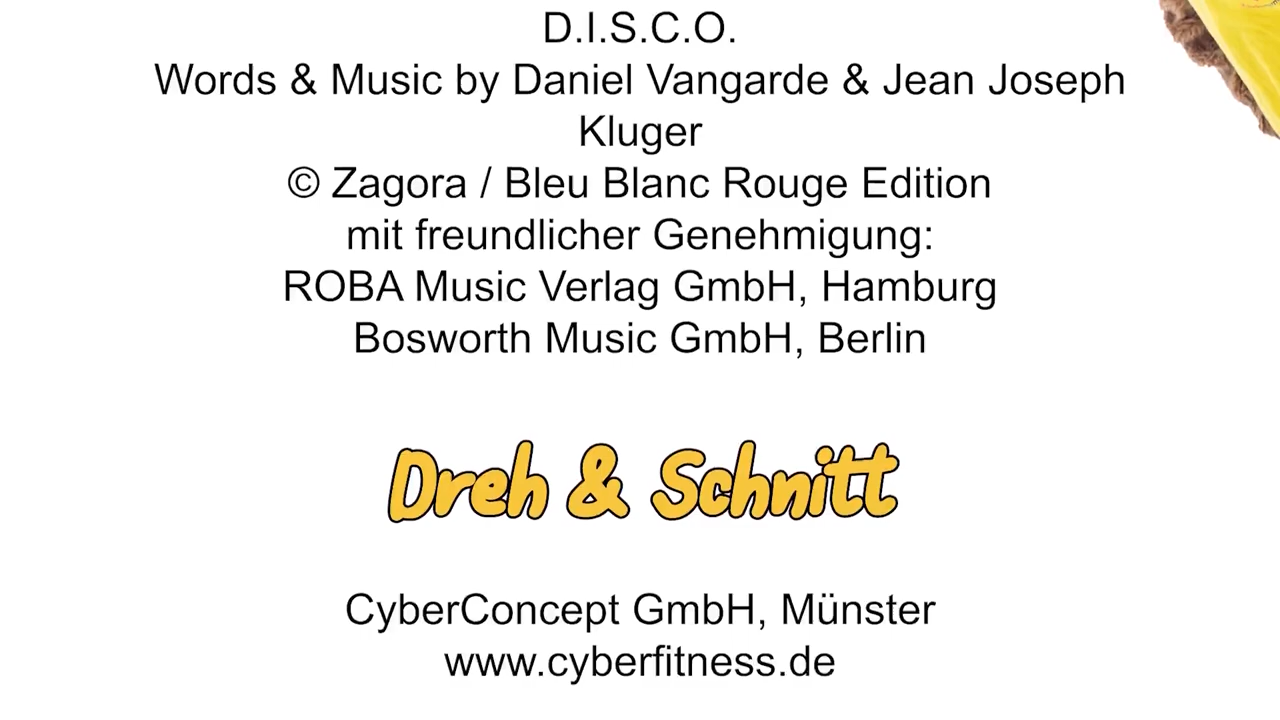 D.I.S.C.O.
Words & Music by Daniel Vangarde & Jean Joseph
Kluger
© Zagora / Bleu Blanc Rouge Edition
mit freundlicher Genehmigung:
ROBA Music Verlag GmbH, Hamburg
Bosworth Music GmbH, Berlin
Dreh & Schnitt
CyberConcept GmbH, Münster
www.cyberfitness.de